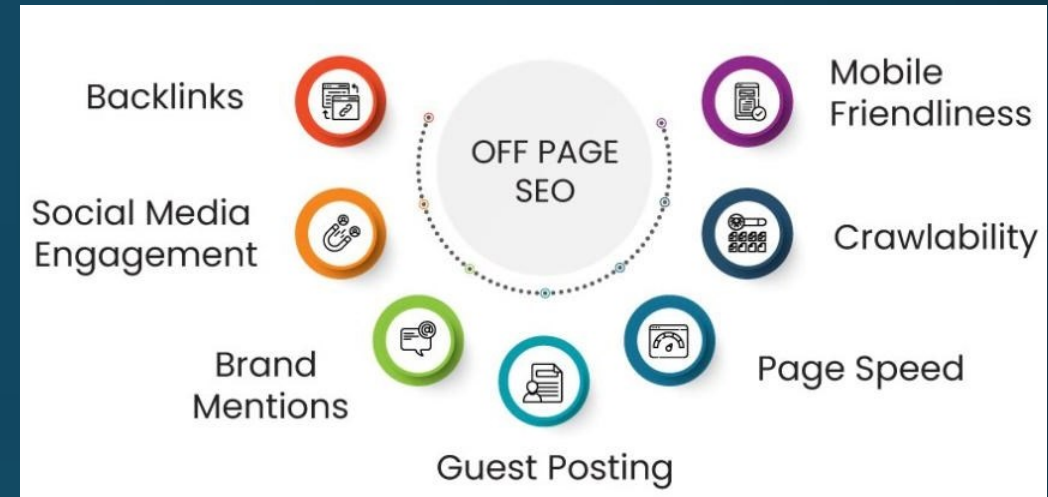 OFF PAGE
SEO
Backlinks
Social Media
Engagement
Brand
Mentions
Guest Posting
Page Speed
Crawlability
Mobile
Friendliness